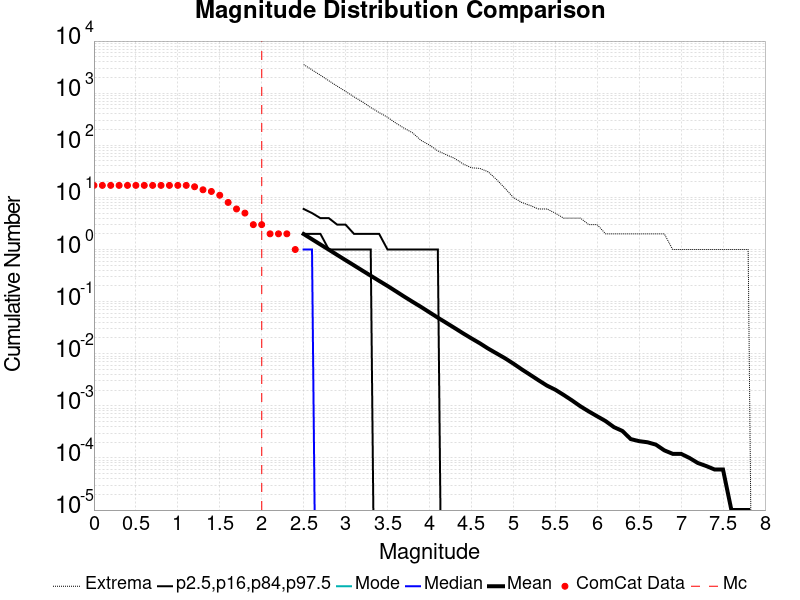 Magnitude Distribution Comparison
10^4
10^3
10^2
10^1
10^0
10^-1
10^-2
10^-3
10^-4
10^-5
Cumulative Number
0 0.5 1 1.5 2 2.5 3 3.5 4 4.5 5 5.5 6 6.5 7 7.5 8
Magnitude
Extrema p2.5,p16,p84,p97.5 Mode Median Mean ComCat Data Mc